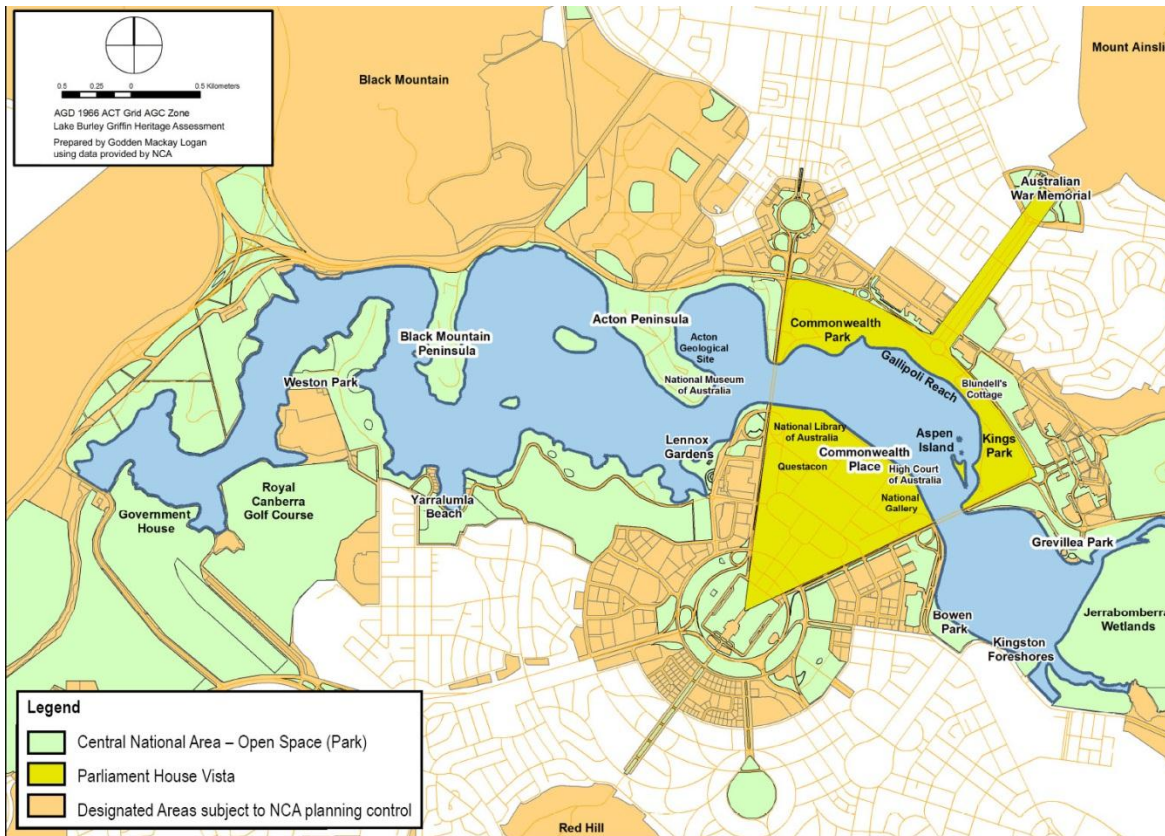 0.5 0.25 0 0.5 Kilometers
AGD 1966 ACT Grid AGC Zone
Lake Burley Griffin Heritage Assessment
Prepared by Godden Mackay Logan
using data provided by NCA
Black Mountain
Mount Ainsli
Australian
War Memorial
Commonwealth
Park
Acton Peninsula
Acton
Geological
Site
Black Mountain
Peninsula
Gallipoli Reach
Blundell's
Cottage
Weston Park
National Museum
of Australia
National Library
of Australia
Aspen
Island
Kings
Park
Lennox
Gardens
Commonwealth
Place
Questacon
High Court
of Australia
Royal
Canberra
Golf Course
Yarralumla
Beach
National
Gallery
Government
House
Grevillea Park
Bowen
Park
Jerrabomberra
Wetlands
Kingston
Foreshores
Legend
Central National Area – Open Space (Park)
Parliament House Vista
Designated Areas subject to NCA planning control
Red Hill